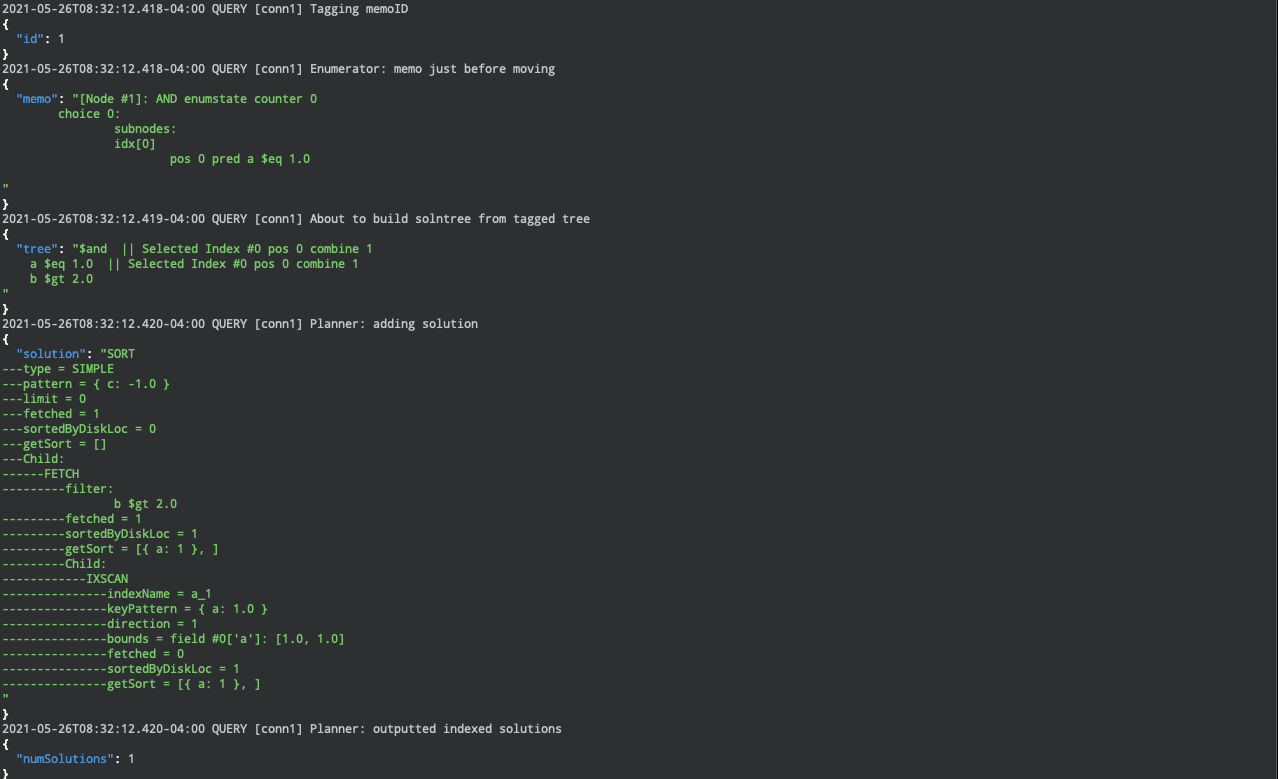 2021-05-26T08:32:12.418-04:00 QUERY [conn1] Tagging memoID
{
  "id": 1
}
2021-05-26T08:32:12.418-04:00 QUERY [conn1] Enumerator: memo just before moving
{
  "memo": "[Node #1]: AND enumstate counter 0
        choice 0:
                subnodes:
                idx[0]
                        pos 0 pred a $eq 1.0

"
}
2021-05-26T08:32:12.419-04:00 QUERY [conn1] About to build solntree from tagged tree
{
  "tree": "$and  || Selected Index #0 pos 0 combine 1
    a $eq 1.0  || Selected Index #0 pos 0 combine 1
    b $gt 2.0
"
}
2021-05-26T08:32:12.420-04:00 QUERY [conn1] Planner: adding solution
{
  "solution": "SORT
---type = SIMPLE
---pattern = { c: -1.0 }
---limit = 0
---fetched = 1
---sortedByDiskLoc = 0
---getSort = []
---Child:
------FETCH
---------filter:
                b $gt 2.0
---------fetched = 1
---------sortedByDiskLoc = 1
---------getSort = [{ a: 1 }, ]
---------Child:
------------IXSCAN
---------------indexName = a_1
---------------keyPattern = { a: 1.0 }
---------------direction = 1
---------------bounds = field #0['a']: [1.0, 1.0]
---------------fetched = 0
---------------sortedByDiskLoc = 1
---------------getSort = [{ a: 1 }, ]
"
}
2021-05-26T08:32:12.420-04:00 QUERY [conn1] Planner: outputted indexed solutions
{
  "numSolutions": 1
}